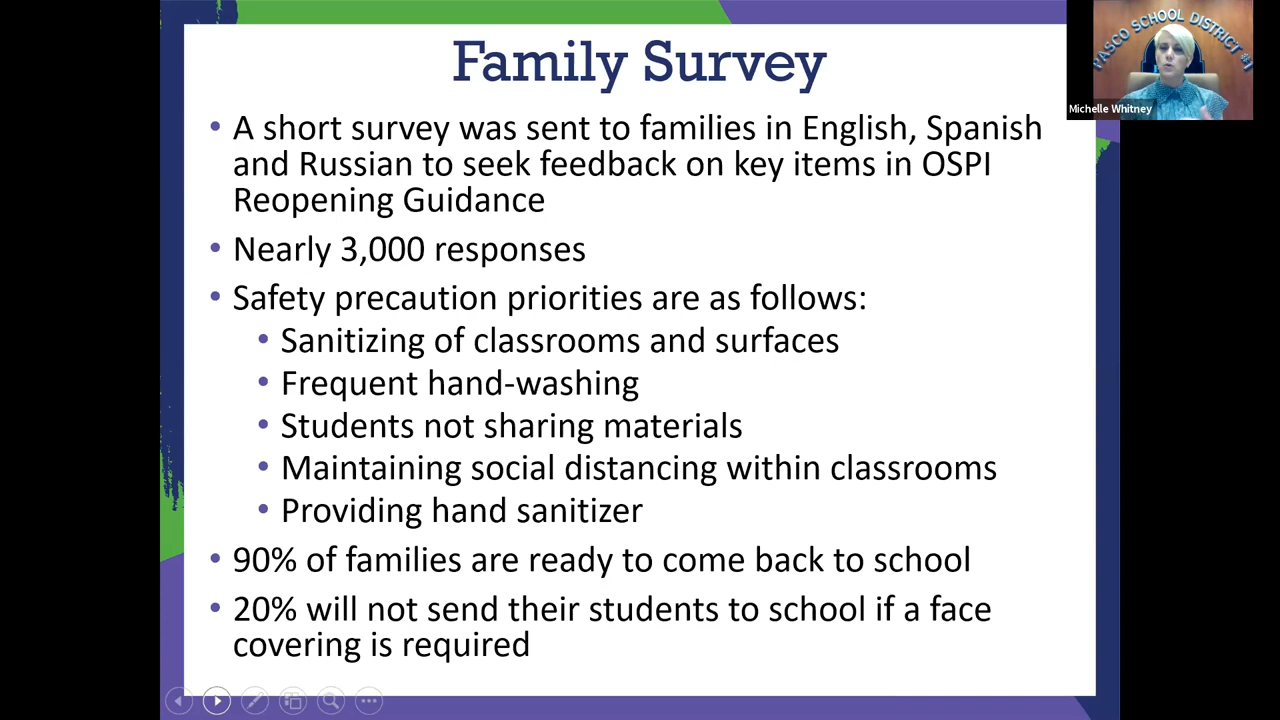 Family Survey
• A short survey was sent to families in English, Spanish
and Russian to seek feedback on key items in OSPI
Reopening Guidance
• Nearly 3,000 responses
• Safety precaution priorities are as follows:
• Sanitizing of classrooms and surfaces
• Frequent hand-washing
• Students not sharing materials
• Maintaining social distancing within classrooms
• Providing hand sanitizer
• 90% of families are ready to come back to school
• 20% will not send their students to school if a face
covering is required
PASCO SCHOOL DISTRICT #1
Michelle Whitney